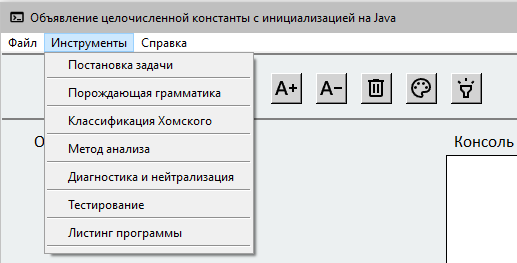 Объявление целочисленной константы с инициализацией на Java
Файл Инструменты Справка
Постановка задачи
Порождающая грамматика
Классификация Хомского
Метод анализа
Диагностика и нейтрализация
Тестирование
Листинг программы
A+ A-
О
Консоль